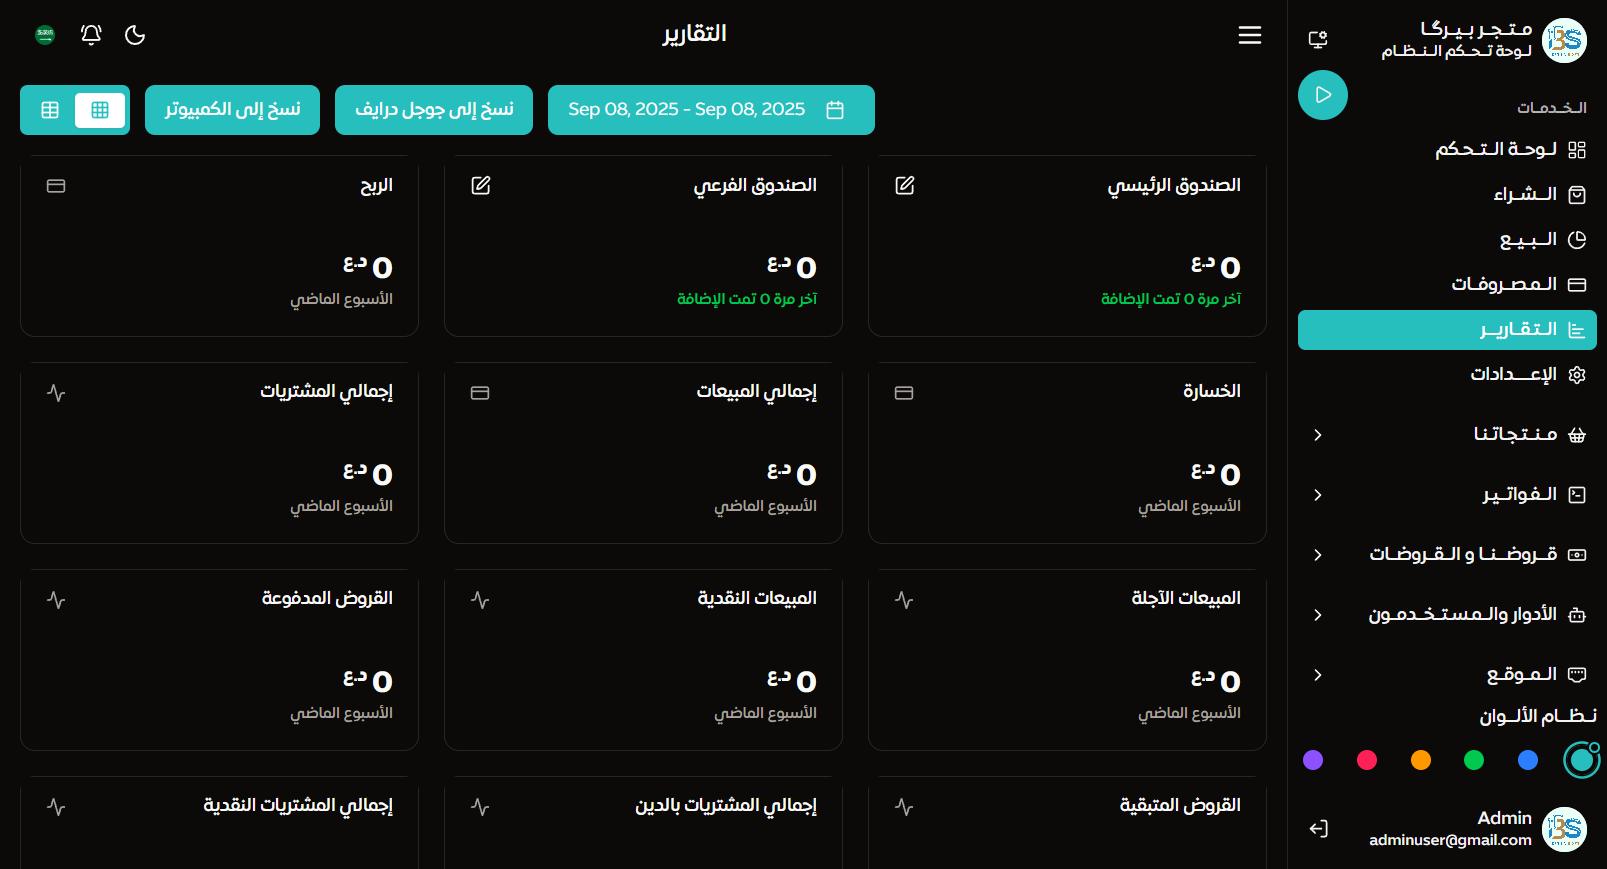 متجر بيرگا
لوحة تحكم النظام
الخدمات
لوحة التحكم
الشراء
البيع
المصروفات
التقارير
الإعدادات
منتجاتنا
الفواتير
قروضنا و القروضات
الأدوار والمستخدمون
الموقع
نظام الألوان
Admin
adminuser@gmail.com
التقارير
Sep 08, 2025 - Sep 08, 2025
نسخ إلى جوجل درايف
نسخ إلى الكمبيوتر
الصندوق الرئيسي
0 د.ع
آخر مرة 0 تمت الإضافة
الصندوق الفرعي
0 د.ع
آخر مرة 0 تمت الإضافة
الربح
0 د.ع
الأسبوع الماضي
الخسارة
0 د.ع
الأسبوع الماضي
إجمالي المبيعات
0 د.ع
الأسبوع الماضي
إجمالي المشتريات
0 د.ع
الأسبوع الماضي
المبيعات الآجلة
0 د.ع
الأسبوع الماضي
المبيعات النقدية
0 د.ع
الأسبوع الماضي
القروض المدفوعة
0 د.ع
الأسبوع الماضي
القروض المتبقية
إجمالي المشتريات بالدين
إجمالي المشتريات النقدية